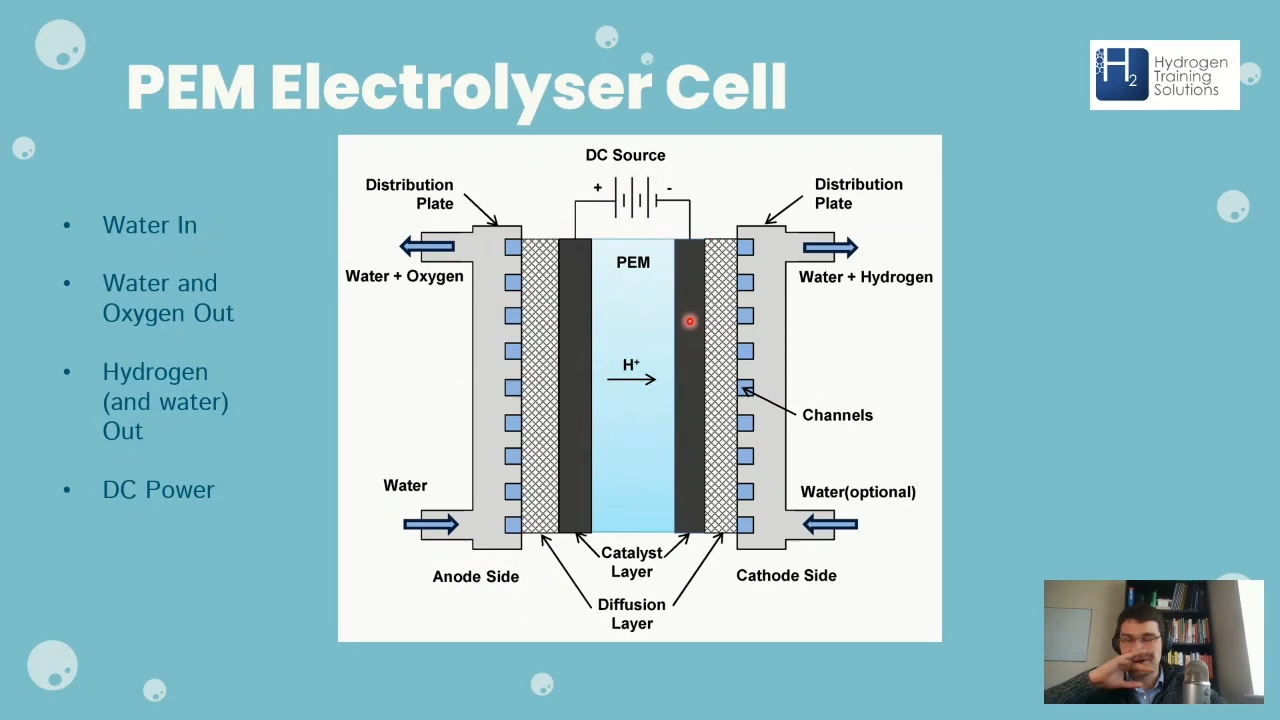 PEM Electrolyser Cell
H2
Hydrogen
Training
Solutions
• Water In
• Water and
Oxygen Out
• Hydrogen
(and water)
Out
• DC Power
DC Source
+ -
Distribution
Plate
Distribution
Plate
Water + Oxygen
PEM
Water + Hydrogen
H⁺
Channels
Water
Water(optional)
Catalyst
Layer
Anode Side
Cathode Side
Diffusion
Layer